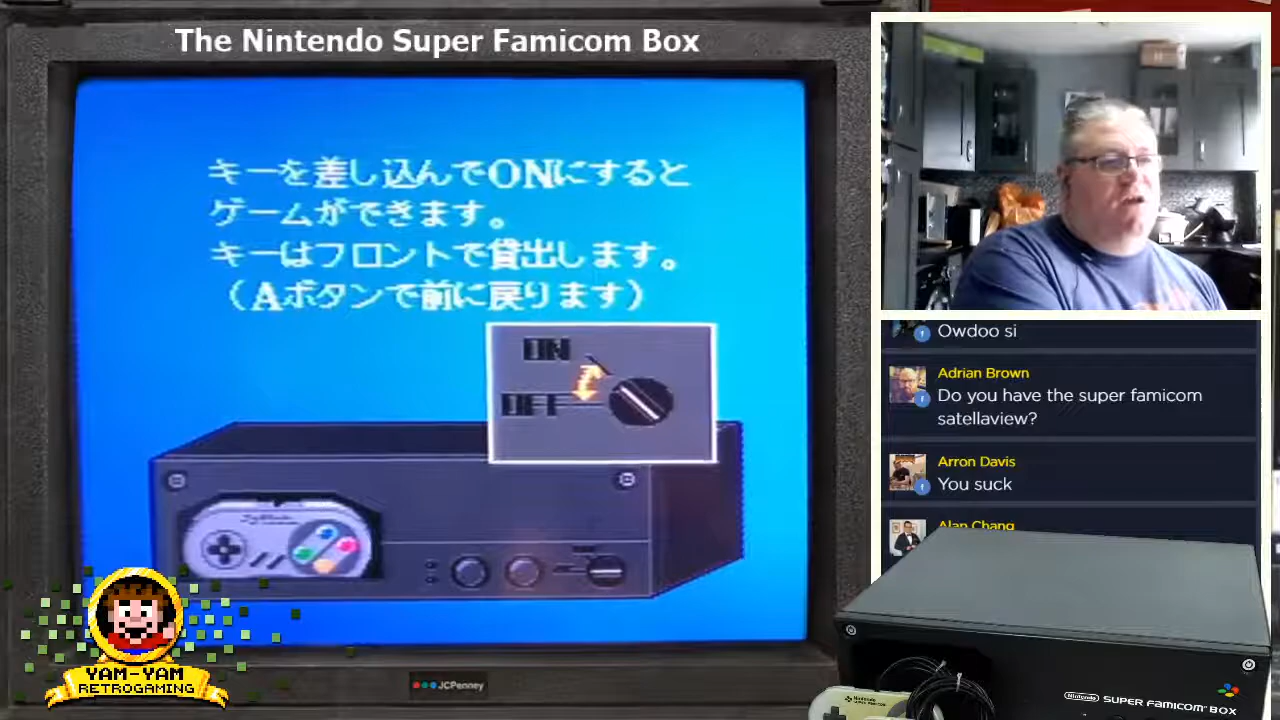 The Nintendo Super Famicom Box
キーを差し込んでONにすると
ゲームができます。
キーはフロントで貸出します。
（Aボタンで前に戻ります）
ON
OFF
YAM-YAM
RETROGAMING
JCPenney
Owdoo si
Adrian Brown
Do you have the super famicom
satellaview?
Arron Davis
You suck
Alan Chang
Nintendo SUPER FAMICOM BOX